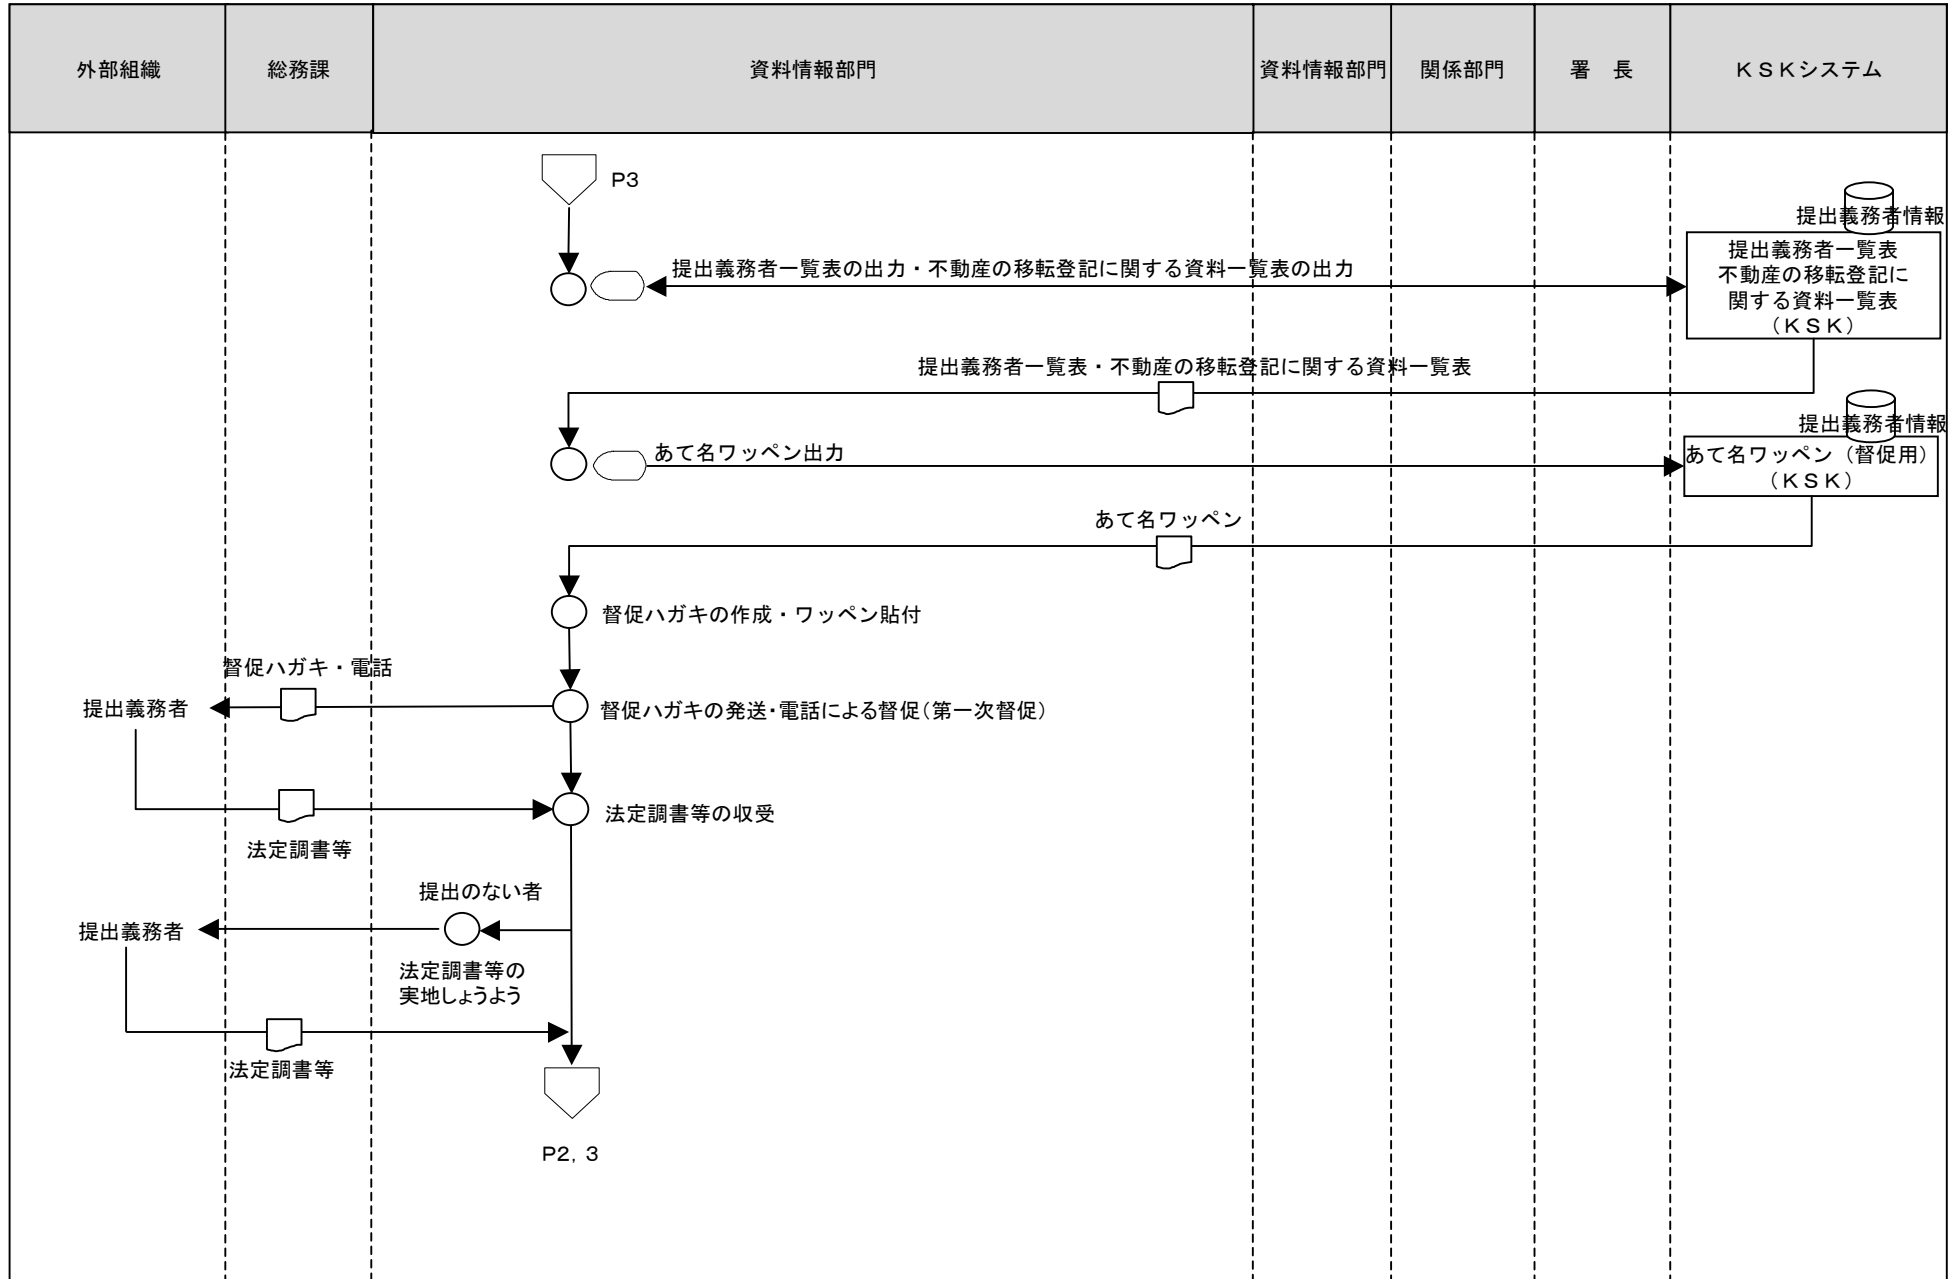 外部組織
総務課
資料情報部門
資料情報部門
関係部門
署　長
ＫＳＫシステム
P3
提出義務者情報
提出義務者一覧表の出力・不動産の移転登記に関する資料一覧表の出力
提出義務者一覧表
不動産の移転登記に
関する資料一覧表
（ＫＳＫ）
提出義務者一覧表・不動産の移転登記に関する資料一覧表
提出義務者情報
あて名ワッペン出力
あて名ワッペン（督促用）
（ＫＳＫ）
あて名ワッペン
督促ハガキの作成・ワッペン貼付
督促ハガキ・電話
提出義務者
督促ハガキの発送・電話による督促（第一次督促）
法定調書等の収受
法定調書等
提出のない者
提出義務者
法定調書等の
実地しょうよう
法定調書等
P2，3